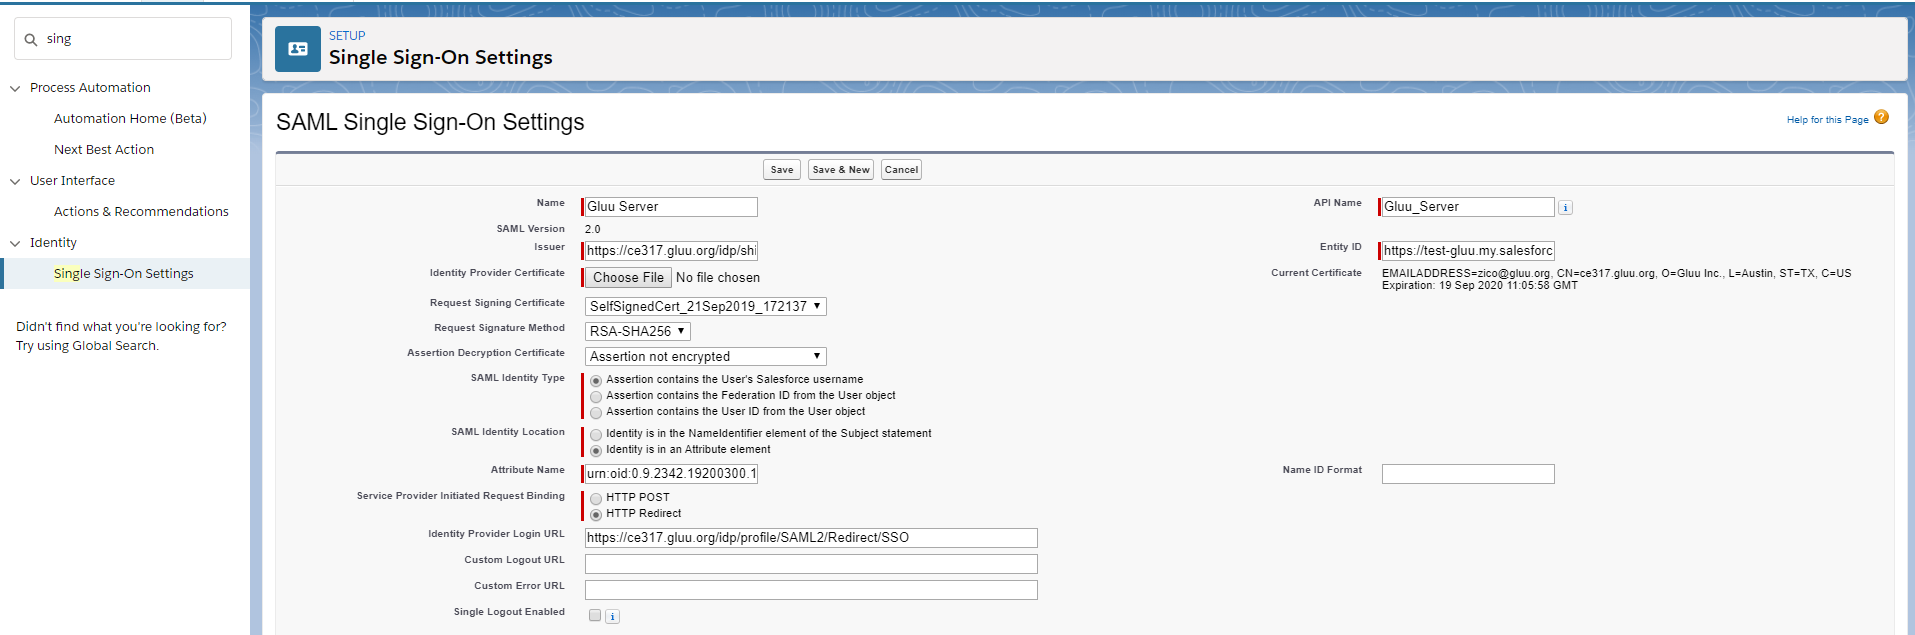 sing
Process Automation
Automation Home (Beta)
Next Best Action
User Interface
Actions & Recommendations
Identity
Single Sign-On Settings
Didn't find what you're looking for?
Try using Global Search.
SETUP
Single Sign-On Settings
SAML Single Sign-On Settings
Help for this Page ?
Save Save & New Cancel
Name Gluu Server API Name Gluu_Server i
SAML Version 2.0
Issuer https://ce317.gluu.org/idp/shi Entity ID https://test-gluu.my.salesforc
Identity Provider Certificate Choose File No file chosen Current Certificate EMAILADDRESS=zico@gluu.org, CN=ce317.gluu.org, O=Gluu Inc., L=Austin, ST=TX, C=US
Expiration: 19 Sep 2020 11:05:58 GMT
Request Signing Certificate SelfSignedCert_21Sep2019_172137
Request Signature Method RSA-SHA256
Assertion Decryption Certificate Assertion not encrypted
SAML Identity Type Assertion contains the User's Salesforce username
Assertion contains the Federation ID from the User object
Assertion contains the User ID from the User object
SAML Identity Location Identity is in the NameIdentifier element of the Subject statement
Identity is in an Attribute element
Attribute Name urn:oid:0.9.2342.19200300.1 Name ID Format
Service Provider Initiated Request Binding HTTP POST
HTTP Redirect
Identity Provider Login URL https://ce317.gluu.org/idp/profile/SAML2/Redirect/SSO
Custom Logout URL
Custom Error URL
Single Logout Enabled i